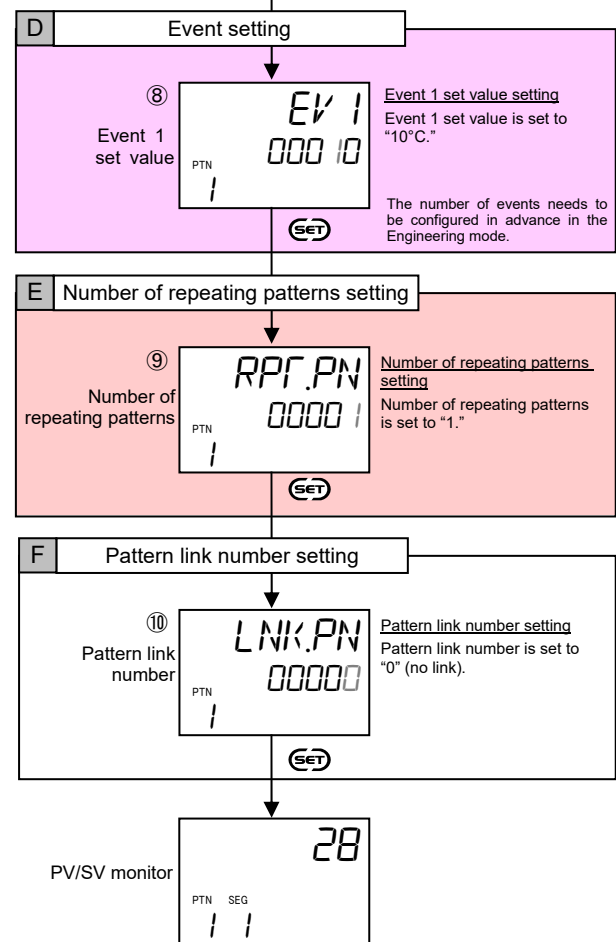 D Event setting
⑧
Event 1
set value
EV 1
00010
PTN
1
Event 1 set value setting
Event 1 set value is set to
“10°C.”
The number of events needs to
be configured in advance in the
Engineering mode.
SET
E Number of repeating patterns setting
⑨
Number of
repeating patterns
RPT.PN
00001
PTN
1
Number of repeating patterns
setting
Number of repeating patterns
is set to “1.”
SET
F Pattern link number setting
⑩
Pattern link
number
LNK.PN
00000
PTN
1
Pattern link number setting
Pattern link number is set to
“0” (no link).
SET
PV/SV monitor
28
PTN SEG
1 1